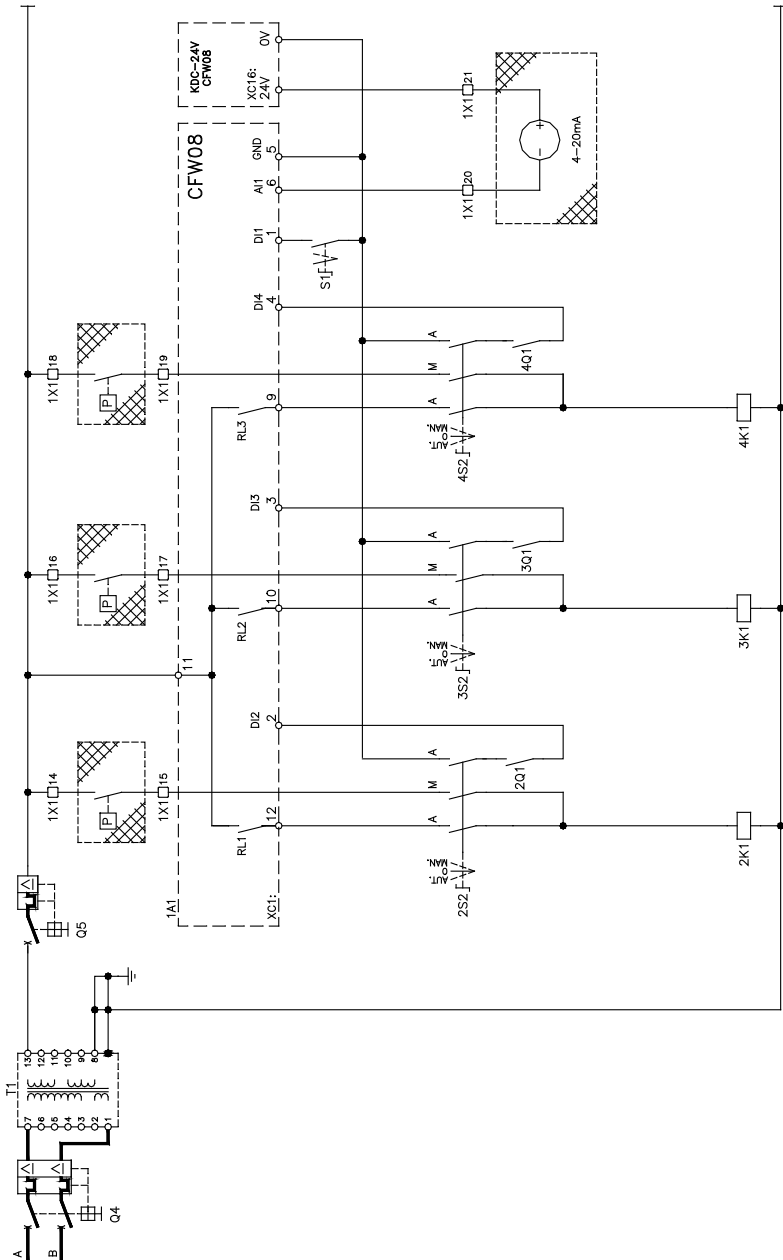 A
T1
7
13
6
12
5
11
4
10
3
9
2
8
1
B
Q4
Q5
1X1 14
1X1 16
1X1 18
P
P
P
1X1 15
1X1 17
1X1 19
1A1
11
KDC-24V
CFW08
CFW08
RL1
RL2
RL3
XC1:
12
DI2
2
10
DI3
3
9
DI4
4
DI1
1
AI1
6
GND
5
XC16:
24V
0V
S1
A
M
A
A
M
A
A
M
A
AUT.
0
MAN.
AUT.
0
MAN.
AUT.
0
MAN.
2S2
3S2
4S2
1X1 20
1X1 21
2Q1
3Q1
4Q1
-
+
4-20mA
2K1
3K1
4K1